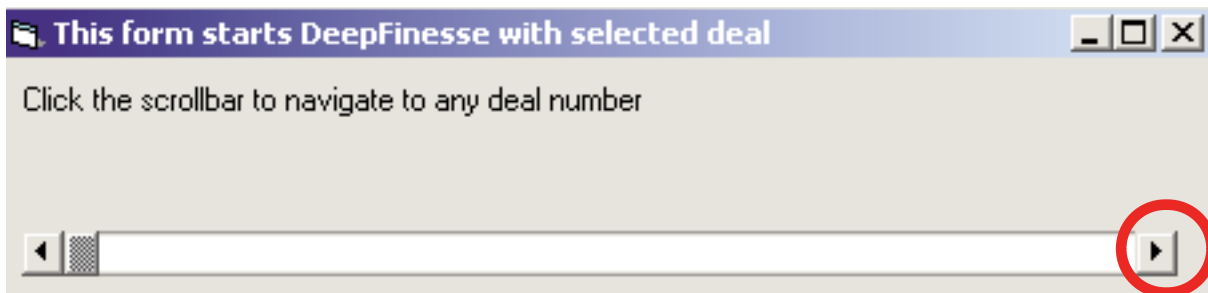 This form starts DeepFinesse with selected deal
Click the scrollbar to navigate to any deal number